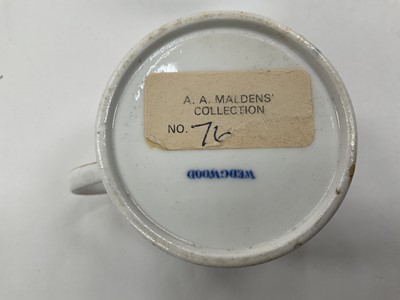 A. A. MALDENS'
COLLECTION
NO. 76
WEDGWOOD